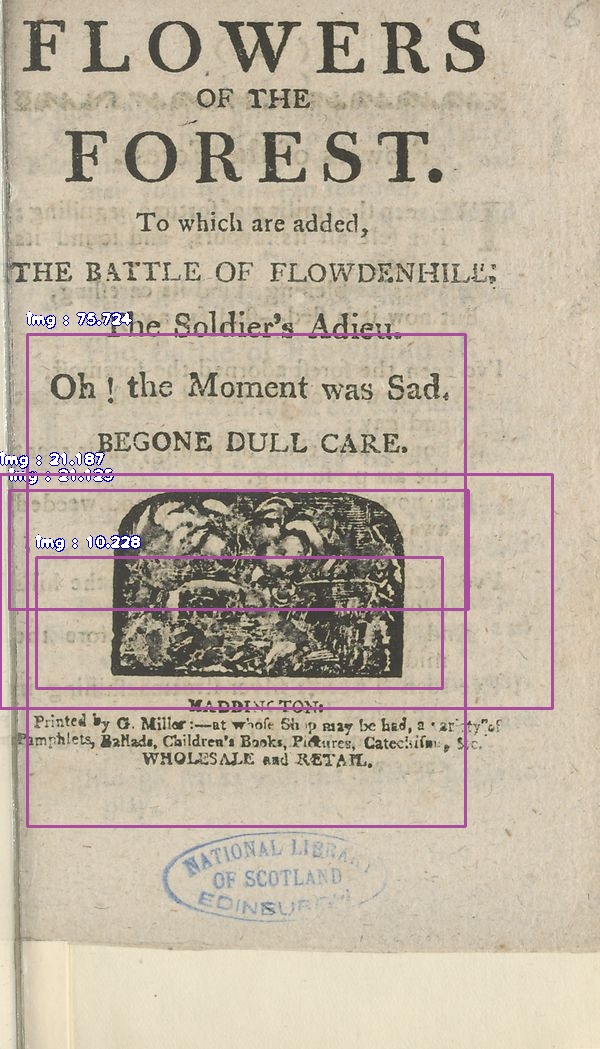 FLOWERS
OF THE
FOREST.
To which are added,
THE BATTLE OF FLOWDENHILL;
The Soldier's Adieu.
img : 75.724
Oh ! the Moment was Sad.
BEGONE DULL CARE.
img : 21.187
img : 21.125
img : 10.228
HADDINGTON:
Printed by G. Miller:—at whose Shop may be had, a variety of
Pamphlets, Ballads, Children's Books, Pictures, Catechisms, &c.
WHOLESALE and RETAIL.
NATIONAL LIBRARY
OF SCOTLAND
EDINBURGH